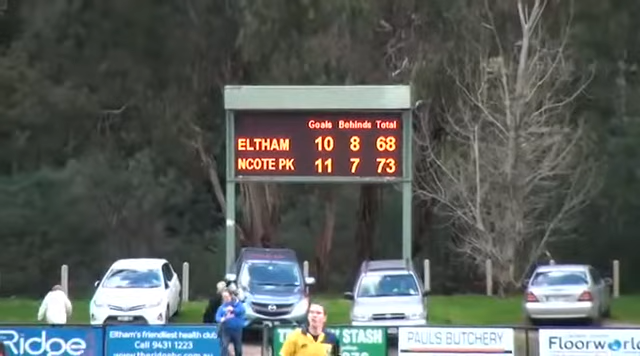 Goals Behinds Total
ELTHAM 10 8 68
NCOTE PK 11 7 73
Ridge
Eltham's friendliest health club
Call 9431 1223
STASH
PAULS BUTCHERY
Floorwo